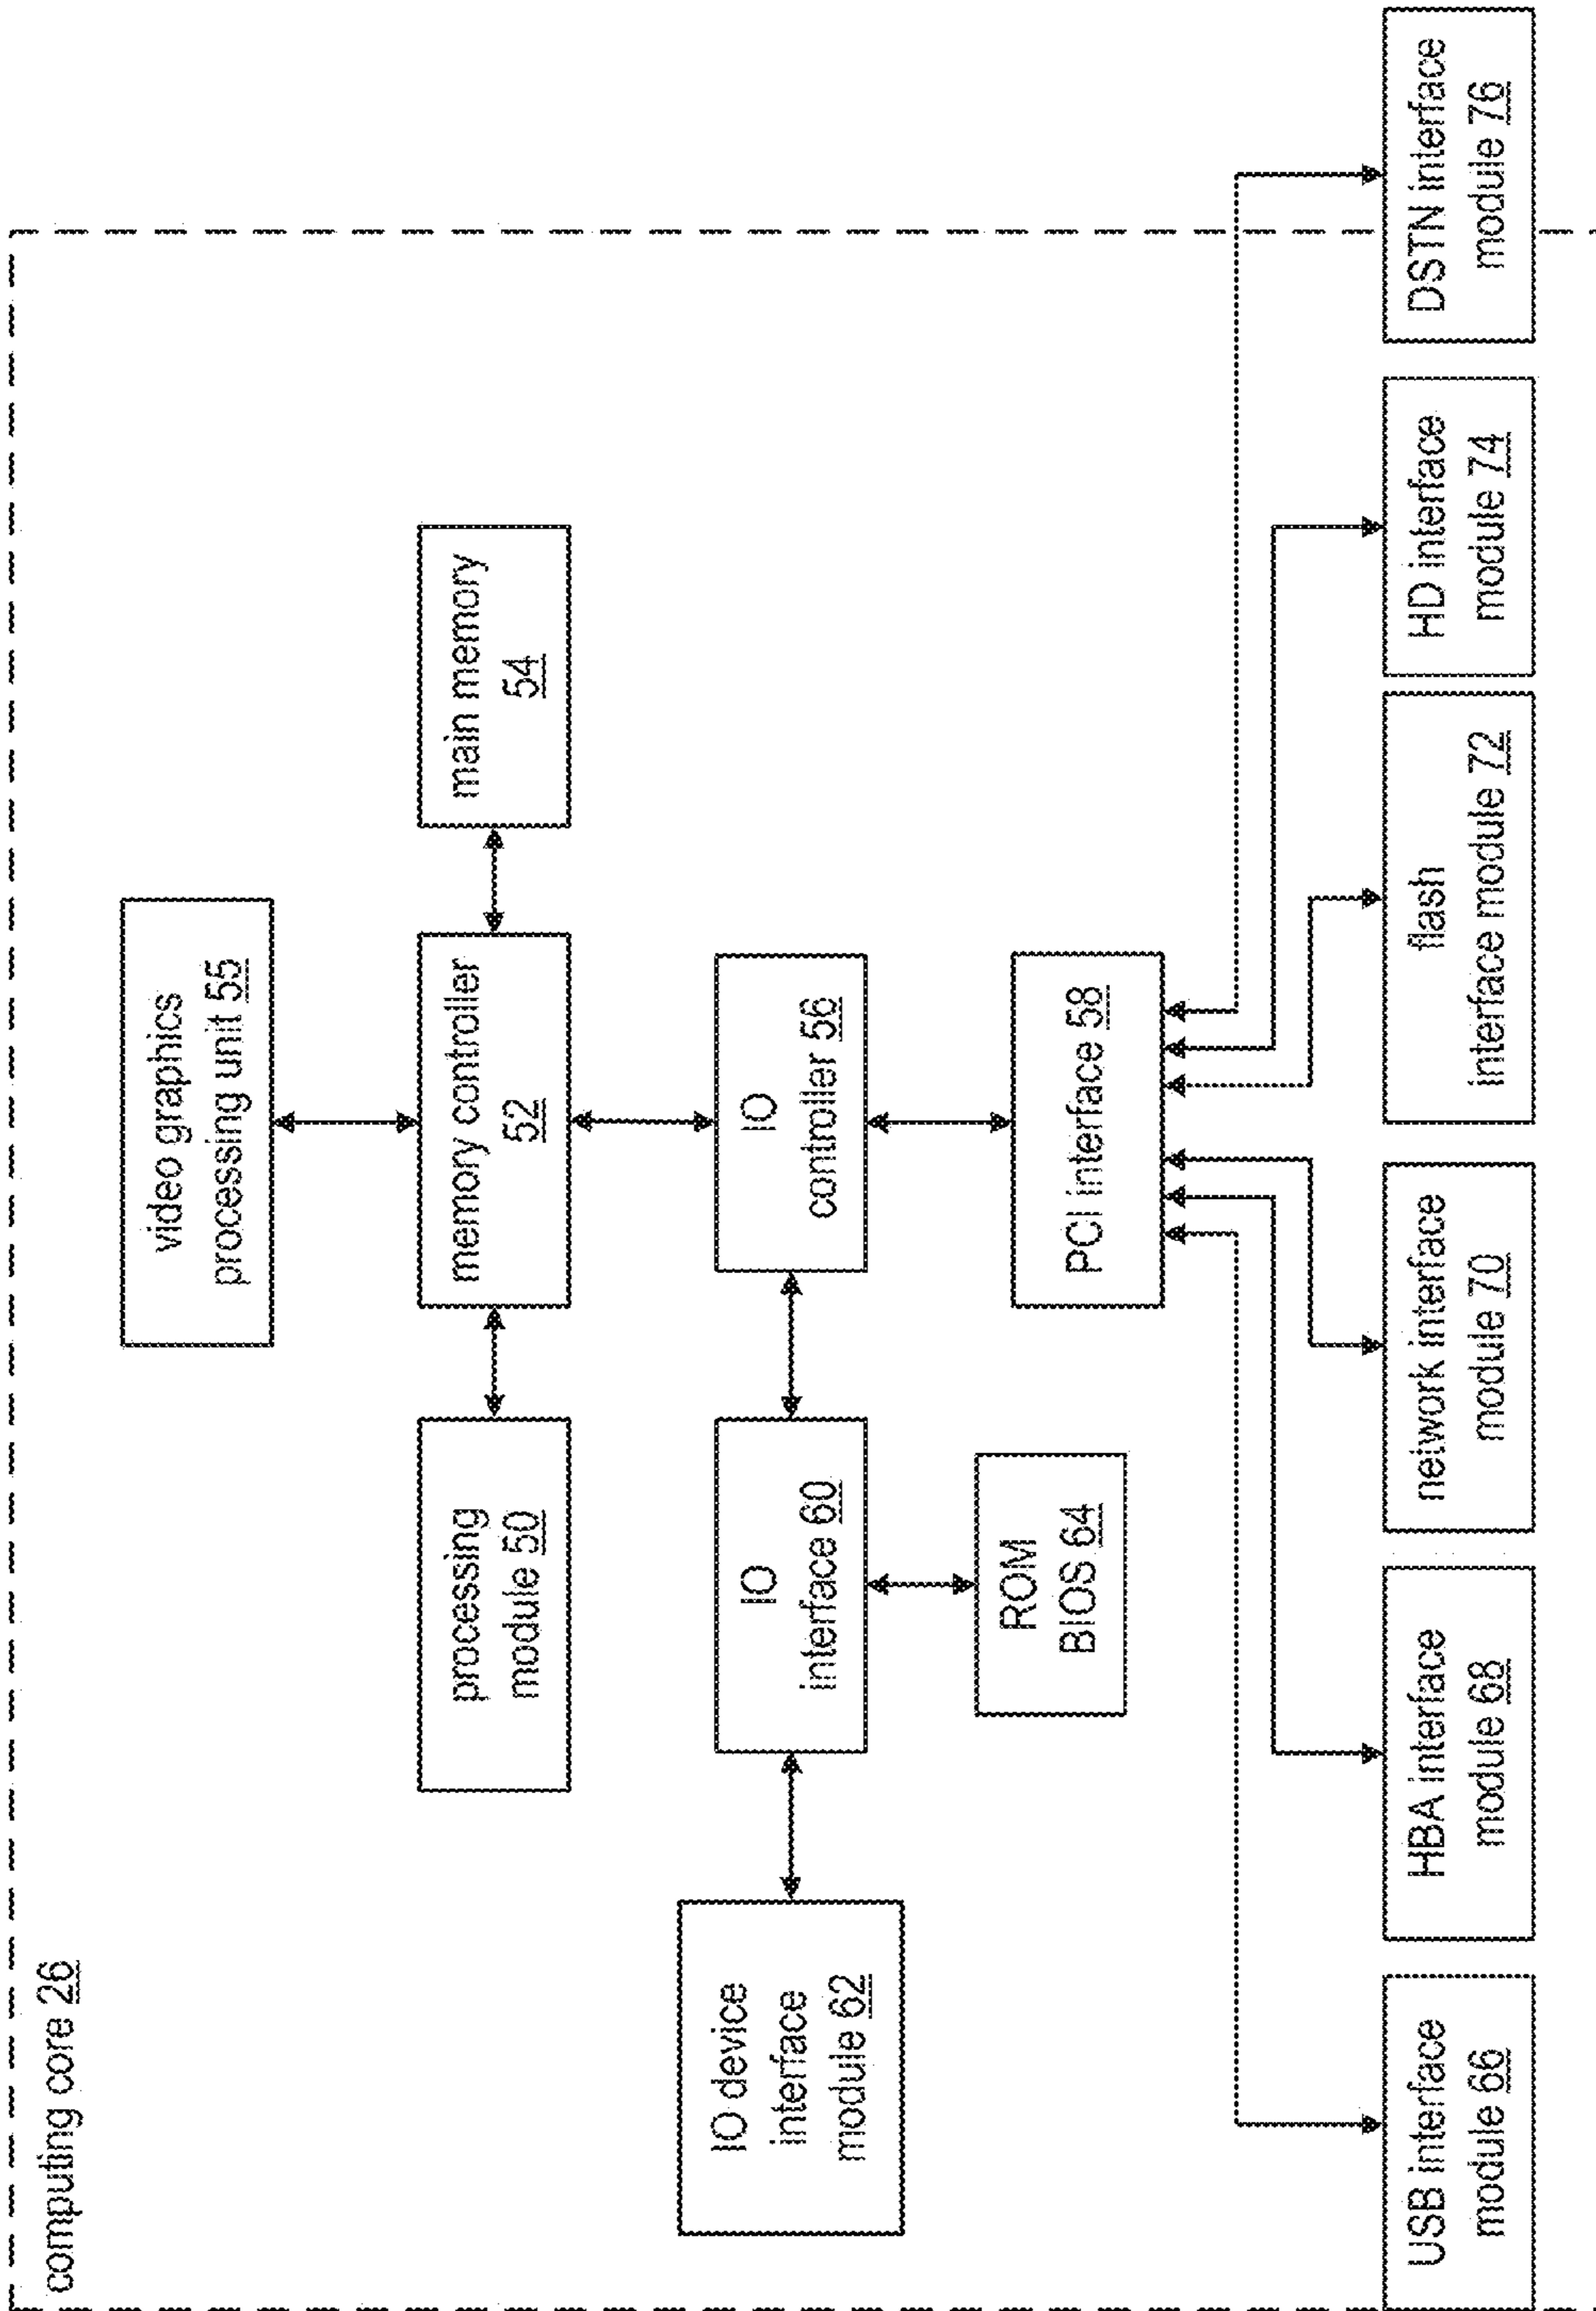 computing core 26
video graphics
processing unit 55
processing
module 50
memory controller
52
main memory
54
IO device
interface
module 62
IO
interface 60
IO
controller 56
ROM
BIOS 64
PCI interface 58
USB interface
module 66
HBA interface
module 68
network interface
module 70
flash
interface module 72
HD interface
module 74
DSTN interface
module 76